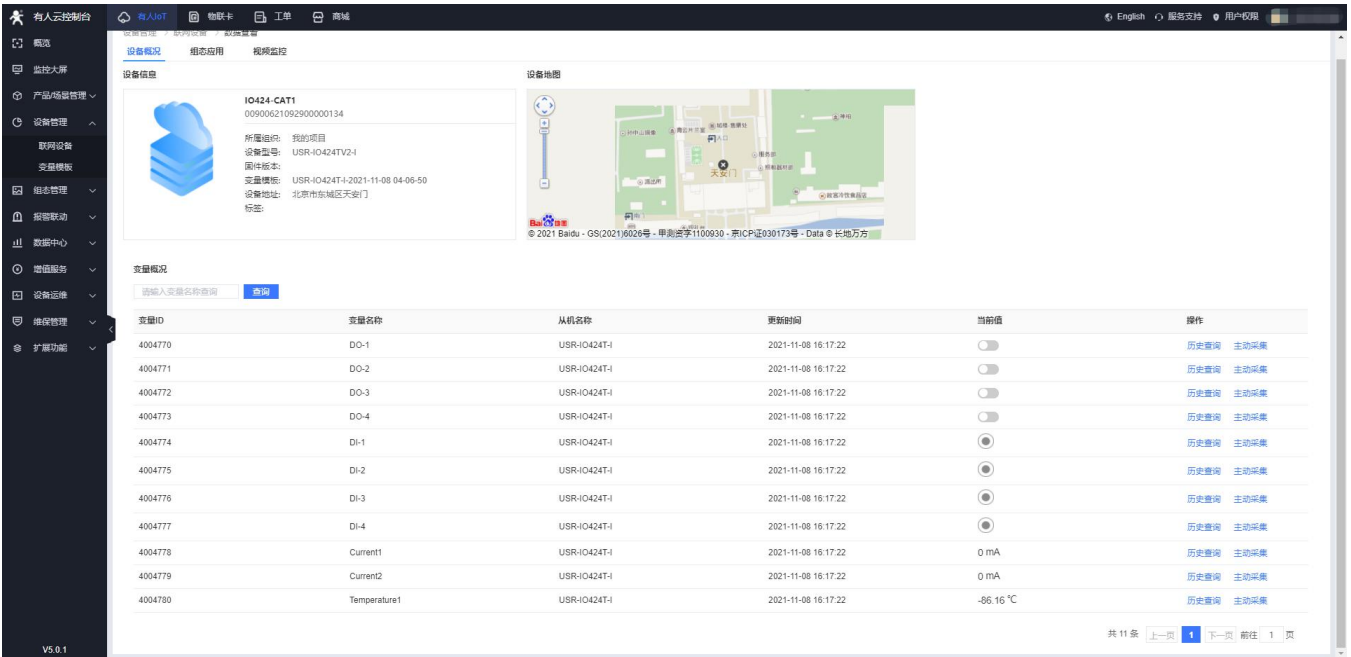 有人云控制台 有人IoT 物联卡 工单 商城 English 服务支持 用户权限
概览
监控大屏
产品/场景管理
设备管理
联网设备
变量模板
组态管理
报警联动
数据中心
增值服务
设备运维
维保管理
扩展功能
V5.0.1
设备管理 > 联网设备 > 数据查看
设备概况 组态应用 视频监控
设备信息
IO424-CAT1
00900621092900000134
所属组织: 我的项目
设备型号: USR-IO424TV2-I
固件版本:
变量模板: USR-IO424T-I-2021-11-08 04-06-50
设备地址: 北京市东城区天安门
标签:
设备地图
天安门
© 2021 Baidu - GS(2021)6026号 - 甲测资字1100930 - 京ICP证030173号 - Data © 长地万方
变量概况
请输入变量名称查询 查询
变量ID 变量名称 从机名称 更新时间 当前值 操作
4004770 DO-1 USR-IO424T-I 2021-11-08 16:17:22 历史查询 主动采集
4004771 DO-2 USR-IO424T-I 2021-11-08 16:17:22 历史查询 主动采集
4004772 DO-3 USR-IO424T-I 2021-11-08 16:17:22 历史查询 主动采集
4004773 DO-4 USR-IO424T-I 2021-11-08 16:17:22 历史查询 主动采集
4004774 DI-1 USR-IO424T-I 2021-11-08 16:17:22 历史查询 主动采集
4004775 DI-2 USR-IO424T-I 2021-11-08 16:17:22 历史查询 主动采集
4004776 DI-3 USR-IO424T-I 2021-11-08 16:17:22 历史查询 主动采集
4004777 DI-4 USR-IO424T-I 2021-11-08 16:17:22 历史查询 主动采集
4004778 Current1 USR-IO424T-I 2021-11-08 16:17:22 0 mA 历史查询 主动采集
4004779 Current2 USR-IO424T-I 2021-11-08 16:17:22 0 mA 历史查询 主动采集
4004780 Temperature1 USR-IO424T-I 2021-11-08 16:17:22 -86.16 ℃ 历史查询 主动采集
共 11 条 上一页 1 下一页 前往 1 页